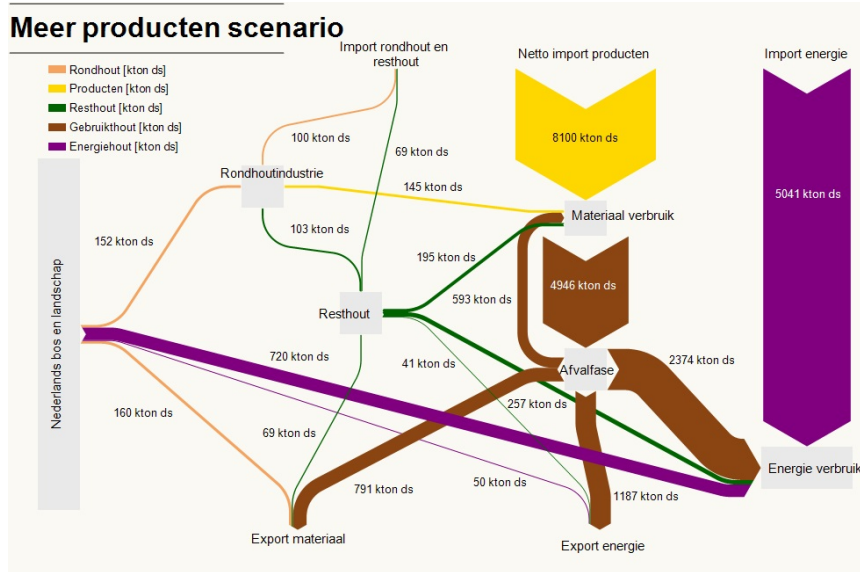 Meer producten scenario
Rondhout [kton ds]
Producten [kton ds]
Resthout [kton ds]
Gebruikthout [kton ds]
Energiehout [kton ds]
Import rondhout en
resthout
Netto import producten
Import energie
100 kton ds
8100 kton ds
69 kton ds
Rondhoutindustrie
145 kton ds
5041 kton ds
Materiaal verbruik
152 kton ds
103 kton ds
195 kton ds
4946 kton ds
593 kton ds
Resthout
Nederlands bos en landschap
720 kton ds
41 kton ds
Afvalfase
2374 kton ds
257 kton ds
160 kton ds
69 kton ds
Energie verbruik
791 kton ds
50 kton ds
1187 kton ds
Export materiaal
Export energie